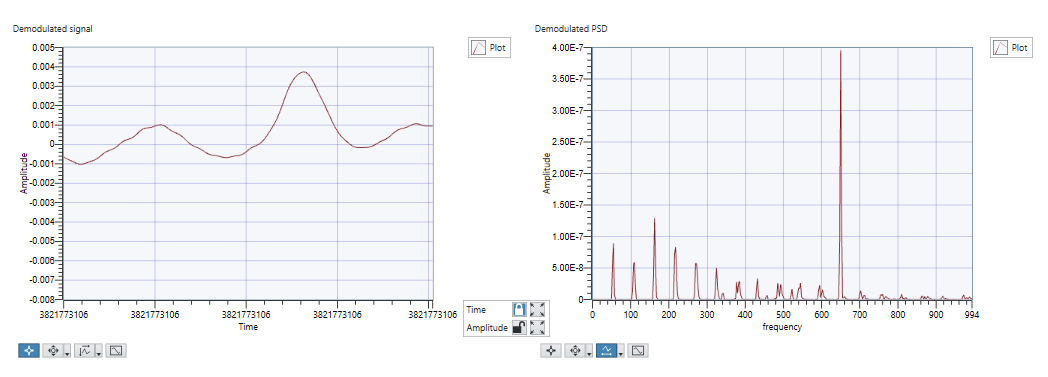 Demodulated signal
Plot
0.005
0.004
0.003
0.002
0.001
0
-0.001
-0.002
-0.003
-0.004
-0.005
-0.006
-0.007
-0.008
Amplitude
3821773106 3821773106 3821773106 3821773106 3821773106
Time
Time
Amplitude
Demodulated PSD
Plot
4.00E-7
3.50E-7
3.00E-7
2.50E-7
2.00E-7
1.50E-7
1.00E-7
5.00E-8
0
Amplitude
0 100 200 300 400 500 600 700 800 900 994
frequency